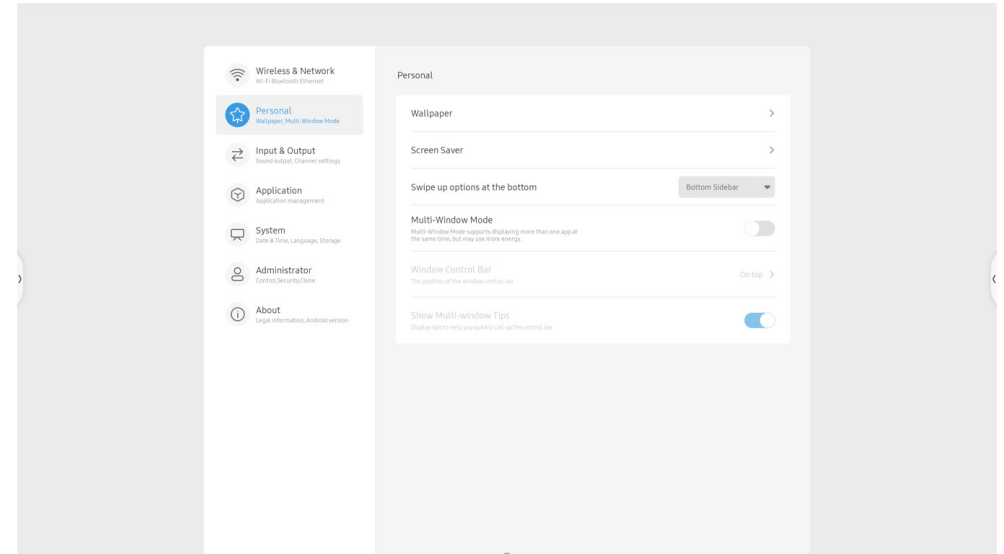 Wireless & Network
Wi-Fi Bluetooth Ethernet
Personal
Wallpaper, Multi-Window Mode
Input & Output
Sound output, Channel settings
Application
Application management
System
Date & Time, Language, Storage
Administrator
Control,Security,Clone
About
Legal information, Android version
Personal
Wallpaper
Screen Saver
Swipe up options at the bottom
Bottom Sidebar
Multi-Window Mode
Multi-Window Mode supports displaying more than one app at
the same time, but may use more energy.
Window Control Bar
The position of the window control bar
On top
Show Multi-window Tips
Display tips to help you quickly call up the control bar